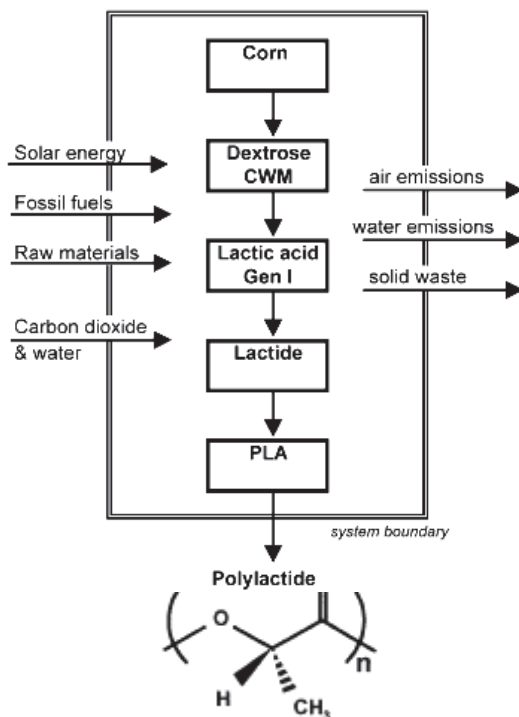 Corn
Solar energy
Dextrose
CWM
air emissions
Fossil fuels
water emissions
Raw materials
Lactic acid
Gen I
solid waste
Carbon dioxide
& water
Lactide
PLA
system boundary
Polylactide
O
n
H
CH₃